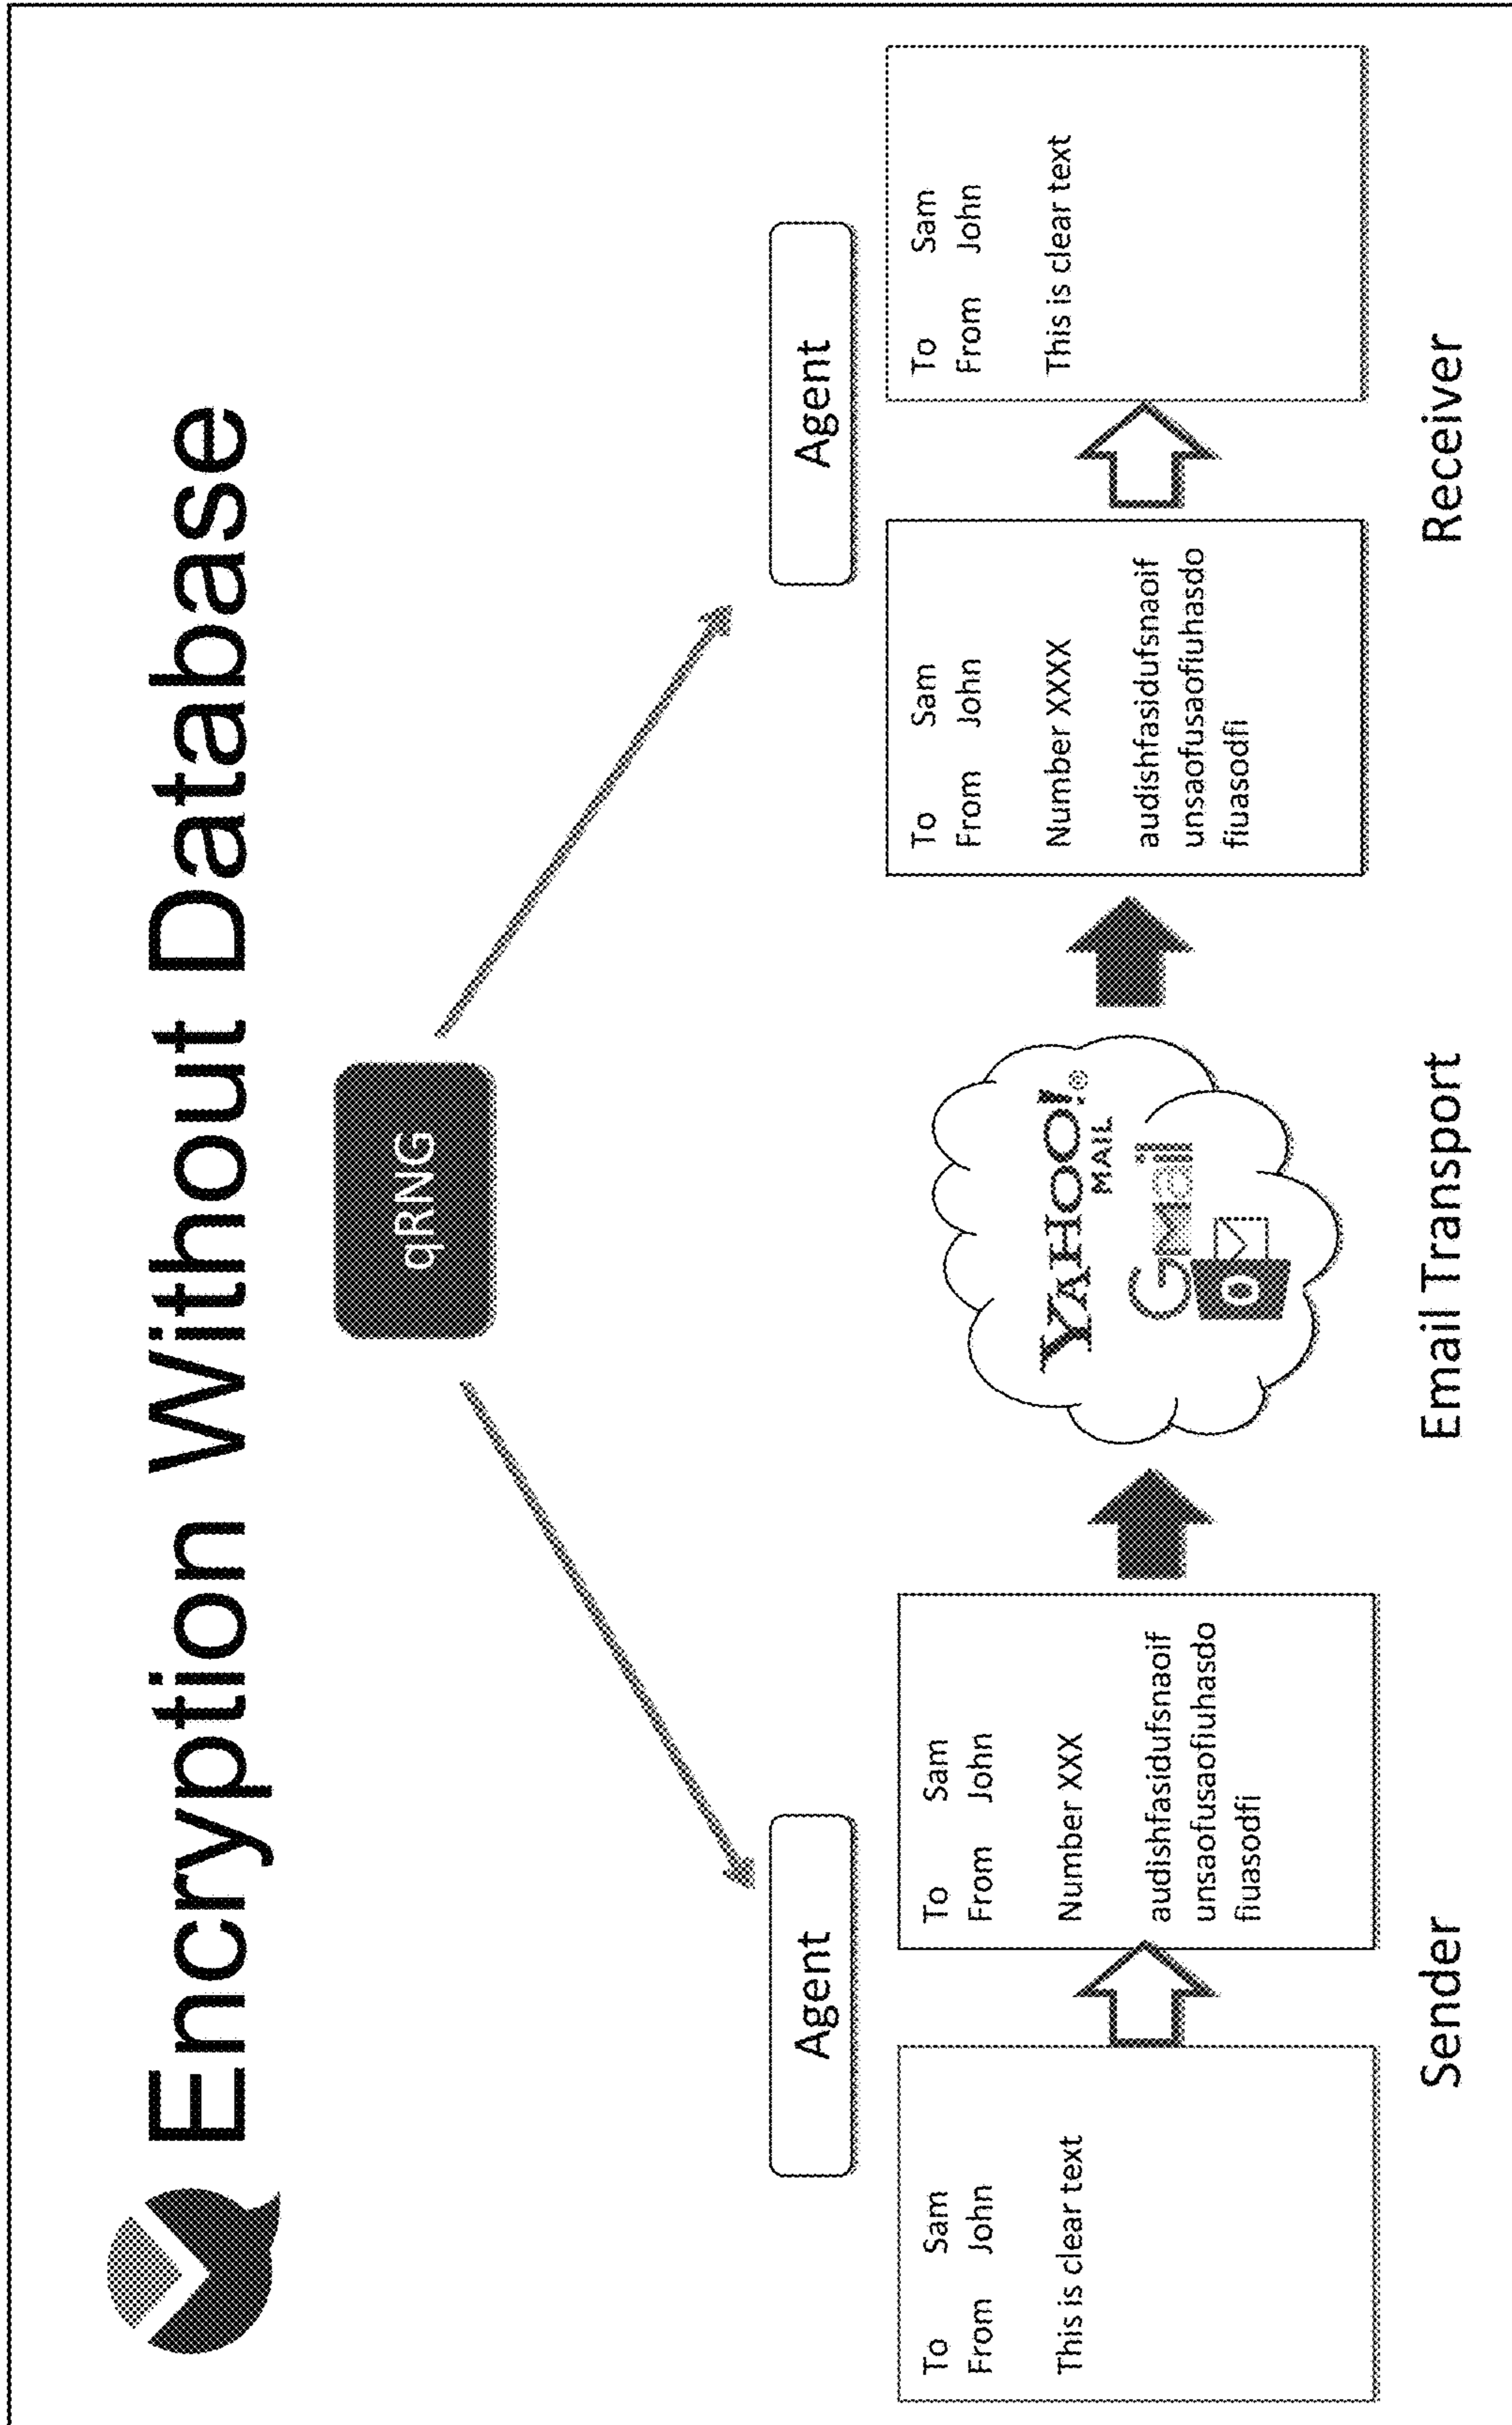 Encryption Without Database
qRNG
Agent
Agent
To Sam
From John
This is clear text
To Sam
From John
Number XXX
audishfasidufsnaoif
unsaofusaofiuhasdo
fiuasodfi
YAHOO!®
MAIL
Gmail
O
To Sam
From John
Number XXXX
audishfasidufsnaoif
unsaofusaofiuhasdo
fiuasodfi
To Sam
From John
This is clear text
Sender
Email Transport
Receiver